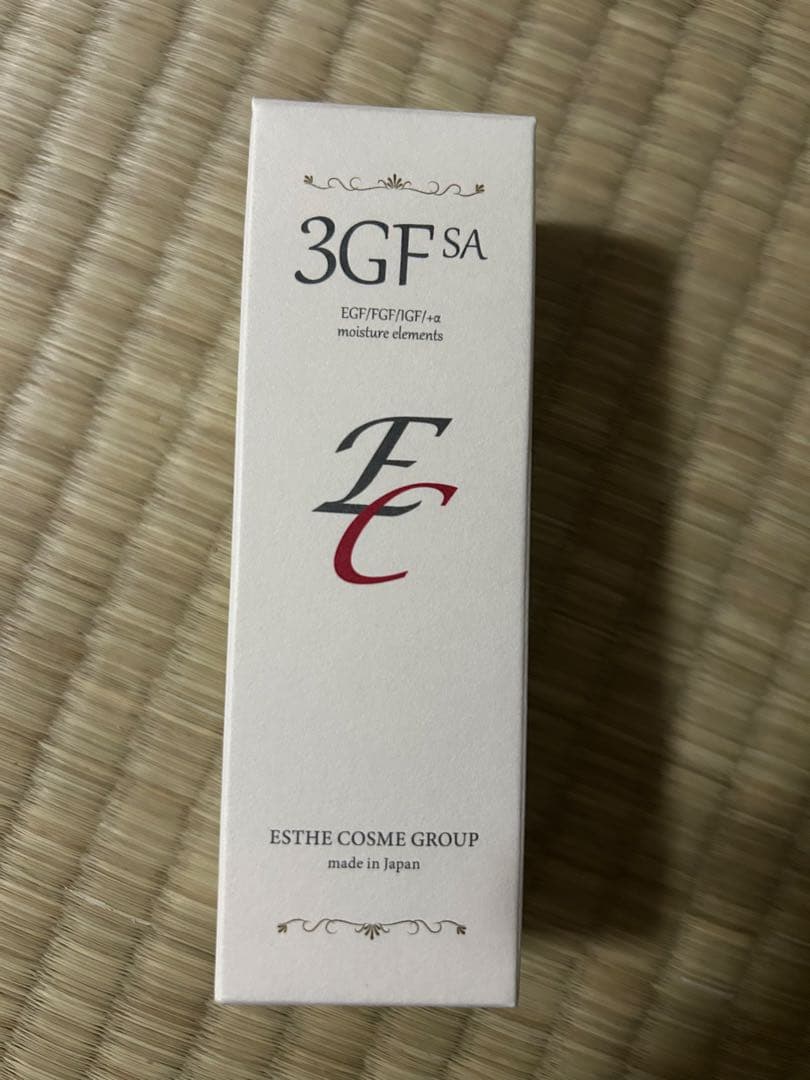 3GF SA
EGF/FGF/IGF/+α
moisture elements
EC
ESTHE COSME GROUP
made in Japan